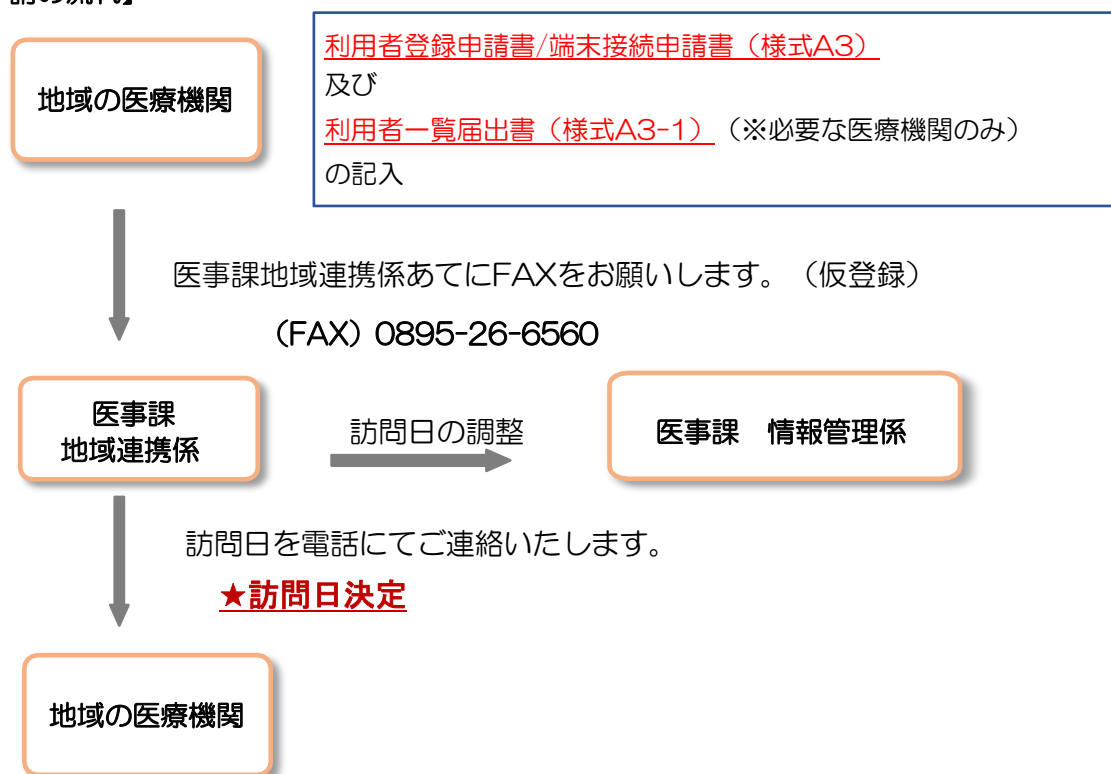 請の流れ】
地域の医療機関
利用者登録申請書/端末接続申請書（様式A3）
及び
利用者一覧届出書（様式A3-1）（※必要な医療機関のみ）
の記入
医事課地域連携係あてにFAXをお願いします。（仮登録）
（FAX）0895-26-6560
医事課
地域連携係
訪問日の調整
医事課　情報管理係
訪問日を電話にてご連絡いたします。
★訪問日決定
地域の医療機関